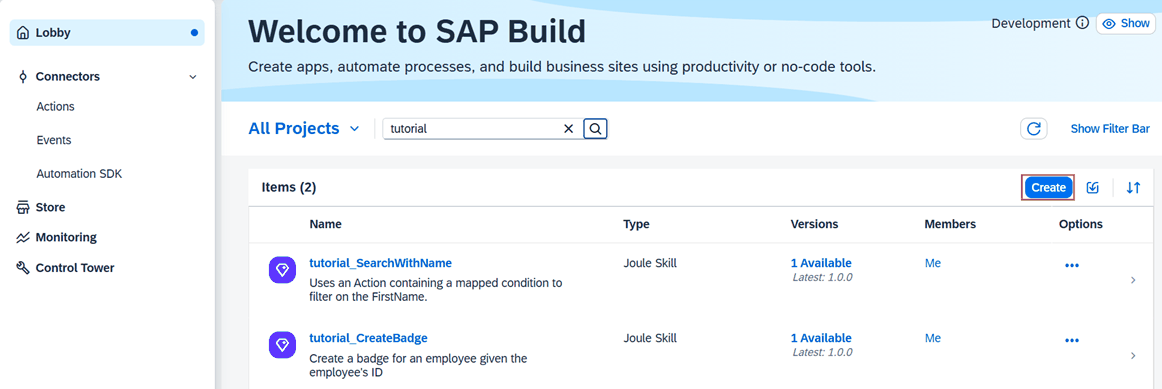 Lobby
Connectors
Actions
Events
Automation SDK
Store
Monitoring
Control Tower
Welcome to SAP Build
Development
Show
Create apps, automate processes, and build business sites using productivity or no-code tools.
All Projects
tutorial
Show Filter Bar
Items (2)
Create
Name Type Versions Members Options
tutorial_SearchWithName Joule Skill 1 Available Me
Latest: 1.0.0
Uses an Action containing a mapped condition to
filter on the FirstName.
tutorial_CreateBadge Joule Skill 1 Available Me
Latest: 1.0.0
Create a badge for an employee given the
employee's ID